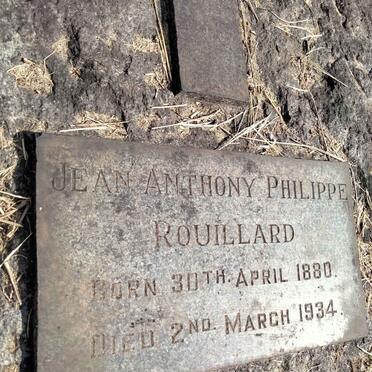 JEAN ANTHONY PHILIPPE
ROUILLARD
BORN 30TH. APRIL 1880.
DIED 2ND. MARCH 1934.